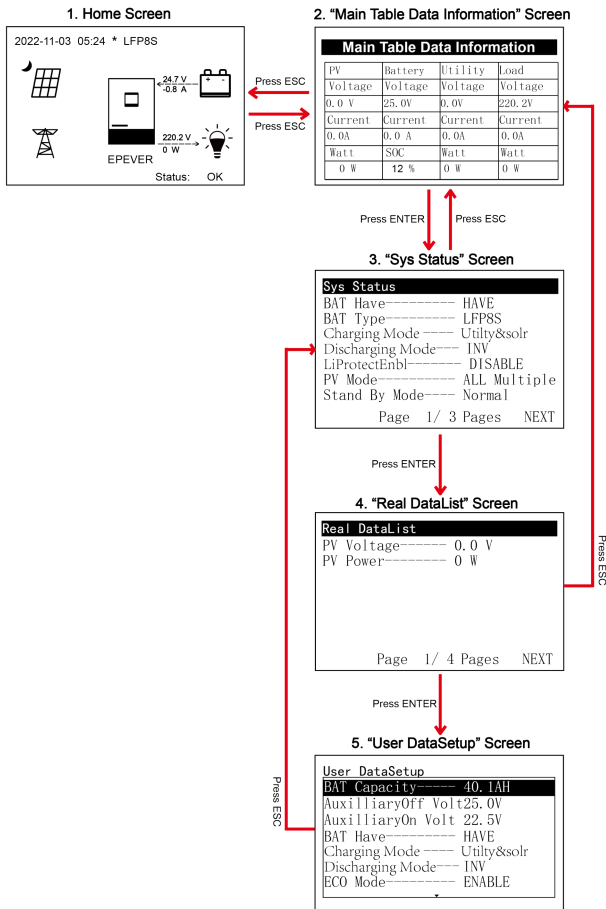 1. Home Screen
2. “Main Table Data Information” Screen
2022-11-03 05:24 * LFP8S
24.7 V
-0.8 A
+ -
220.2 V
0 W
EPEVER
Status: OK
Press ESC
Press ESC
Main Table Data Information
PV Battery Utility Load
Voltage Voltage Voltage Voltage
0.0 V 25.0V 0.0V 220.2V
Current Current Current Current
0.0A 0.0 A 0.0A 0.0A
Watt SOC Watt Watt
0 W 12 % 0 W 0 W
Press ENTER
Press ESC
3. “Sys Status” Screen
Sys Status
BAT Have--------- HAVE
BAT Type--------- LFP8S
Charging Mode ---- Utilty&solr
Discharging Mode--- INV
LiProtectEnbl------- DISABLE
PV Mode---------- ALL Multiple
Stand By Mode---- Normal
Page 1/ 3 Pages NEXT
Press ENTER
4. “Real DataList” Screen
Real DataList
PV Voltage------ 0.0 V
PV Power-------- 0 W
Page 1/ 4 Pages NEXT
Press ESC
Press ENTER
5. “User DataSetup” Screen
User DataSetup
BAT Capacity----- 40.1AH
AuxilliaryOff Volt25.0V
AuxilliaryOn Volt 22.5V
BAT Have--------- HAVE
Charging Mode ---- Utilty&solr
Discharging Mode--- INV
ECO Mode--------- ENABLE
Press ESC